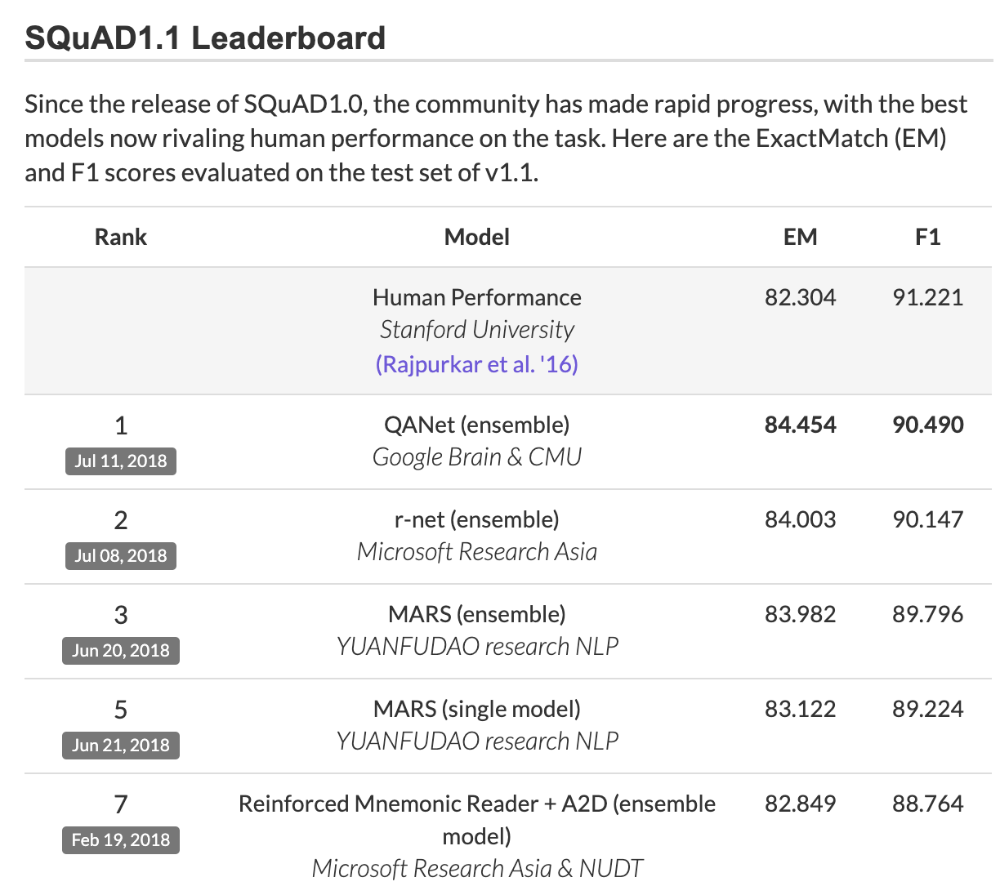 SQuAD1.1 Leaderboard
Since the release of SQuAD1.0, the community has made rapid progress, with the best
models now rivaling human performance on the task. Here are the ExactMatch (EM)
and F1 scores evaluated on the test set of v1.1.
Rank Model EM F1
Human Performance 82.304 91.221
Stanford University
(Rajpurkar et al. '16)
1 QANet (ensemble) 84.454 90.490
Jul 11, 2018 Google Brain & CMU
2 r-net (ensemble) 84.003 90.147
Jul 08, 2018 Microsoft Research Asia
3 MARS (ensemble) 83.982 89.796
Jun 20, 2018 YUANFUDAO research NLP
5 MARS (single model) 83.122 89.224
Jun 21, 2018 YUANFUDAO research NLP
7 Reinforced Mnemonic Reader + A2D (ensemble 82.849 88.764
Feb 19, 2018 model)
Microsoft Research Asia & NUDT